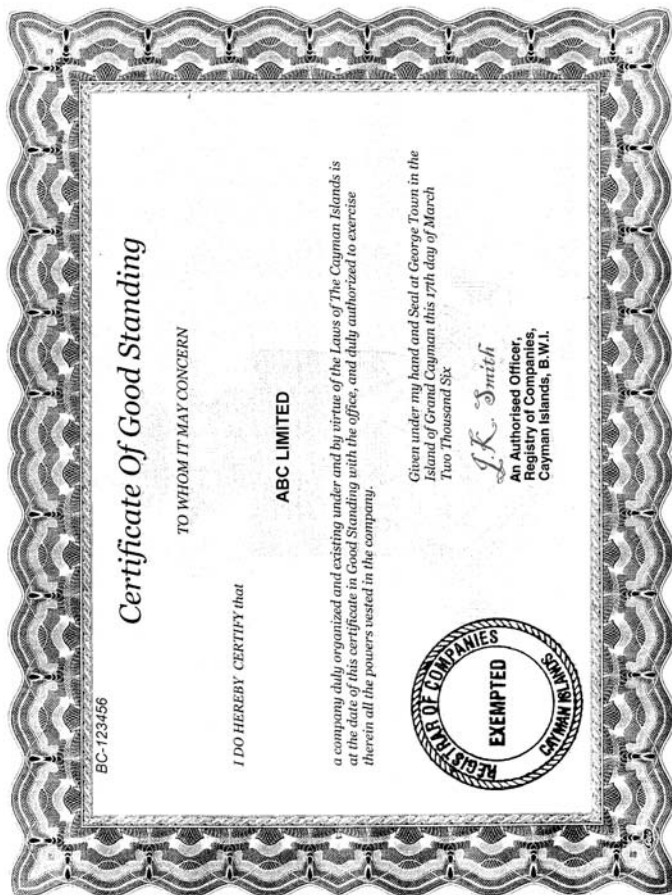 BC-123456
Certificate Of Good Standing
TO WHOM IT MAY CONCERN
I DO HEREBY CERTIFY that
ABC LIMITED
a company duly organized and existing under and by virtue of the Laws of The Cayman Islands is
at the date of this certificate in Good Standing with the office, and duly authorized to exercise
therein all the powers vested in the company.
Given under my hand and Seal at George Town in the
Island of Grand Cayman this 17th day of March
Two Thousand Six
J.K. Smith
An Authorised Officer,
Registry of Companies,
Cayman Islands, B.W.I.
REGISTRAR OF COMPANIES
EXEMPTED
CAYMAN ISLANDS